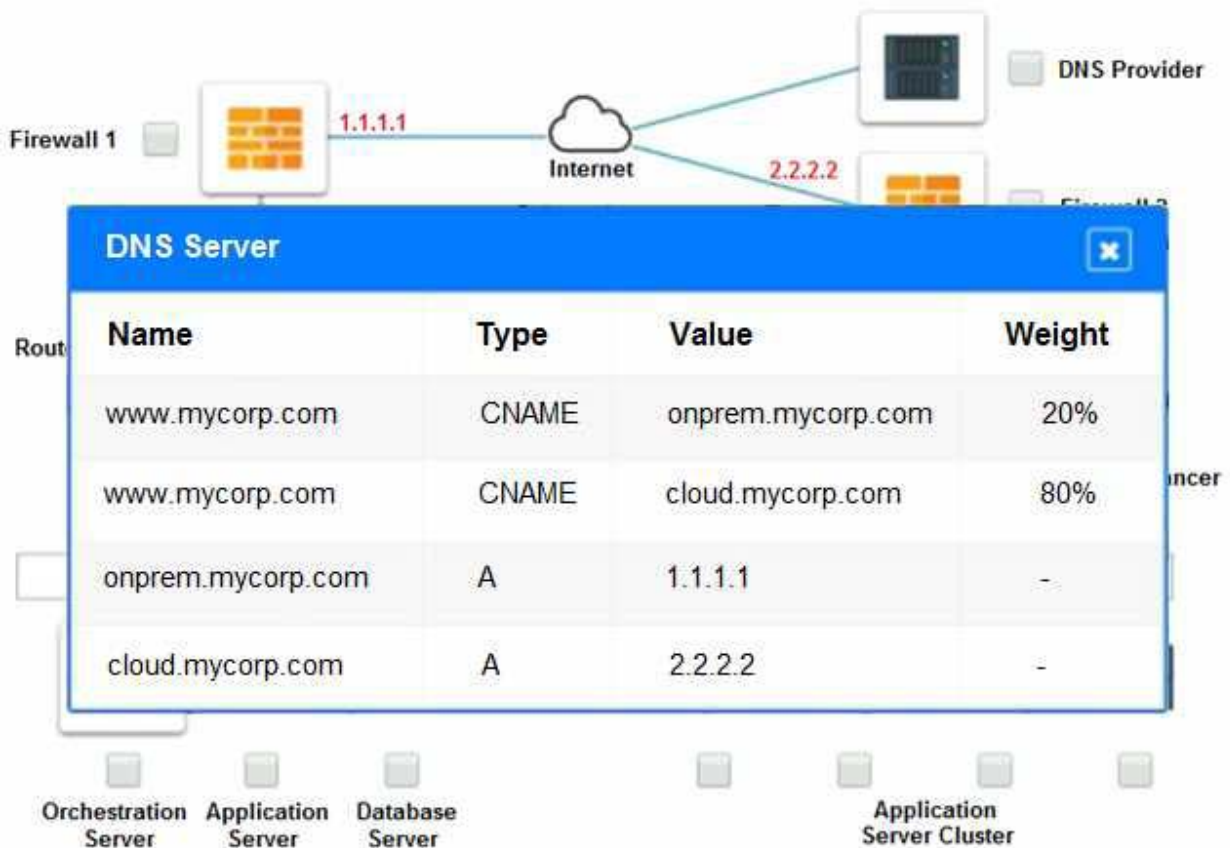 DNS Provider
Firewall 1
1.1.1.1
Internet
2.2.2.2
DNS Server
Name Type Value Weight
www.mycorp.com CNAME onprem.mycorp.com 20%
www.mycorp.com CNAME cloud.mycorp.com 80%
onprem.mycorp.com A 1.1.1.1 -
cloud.mycorp.com A 2.2.2.2 -
Rout
ancer
Orchestration Server
Application Server
Database Server
Application Server Cluster